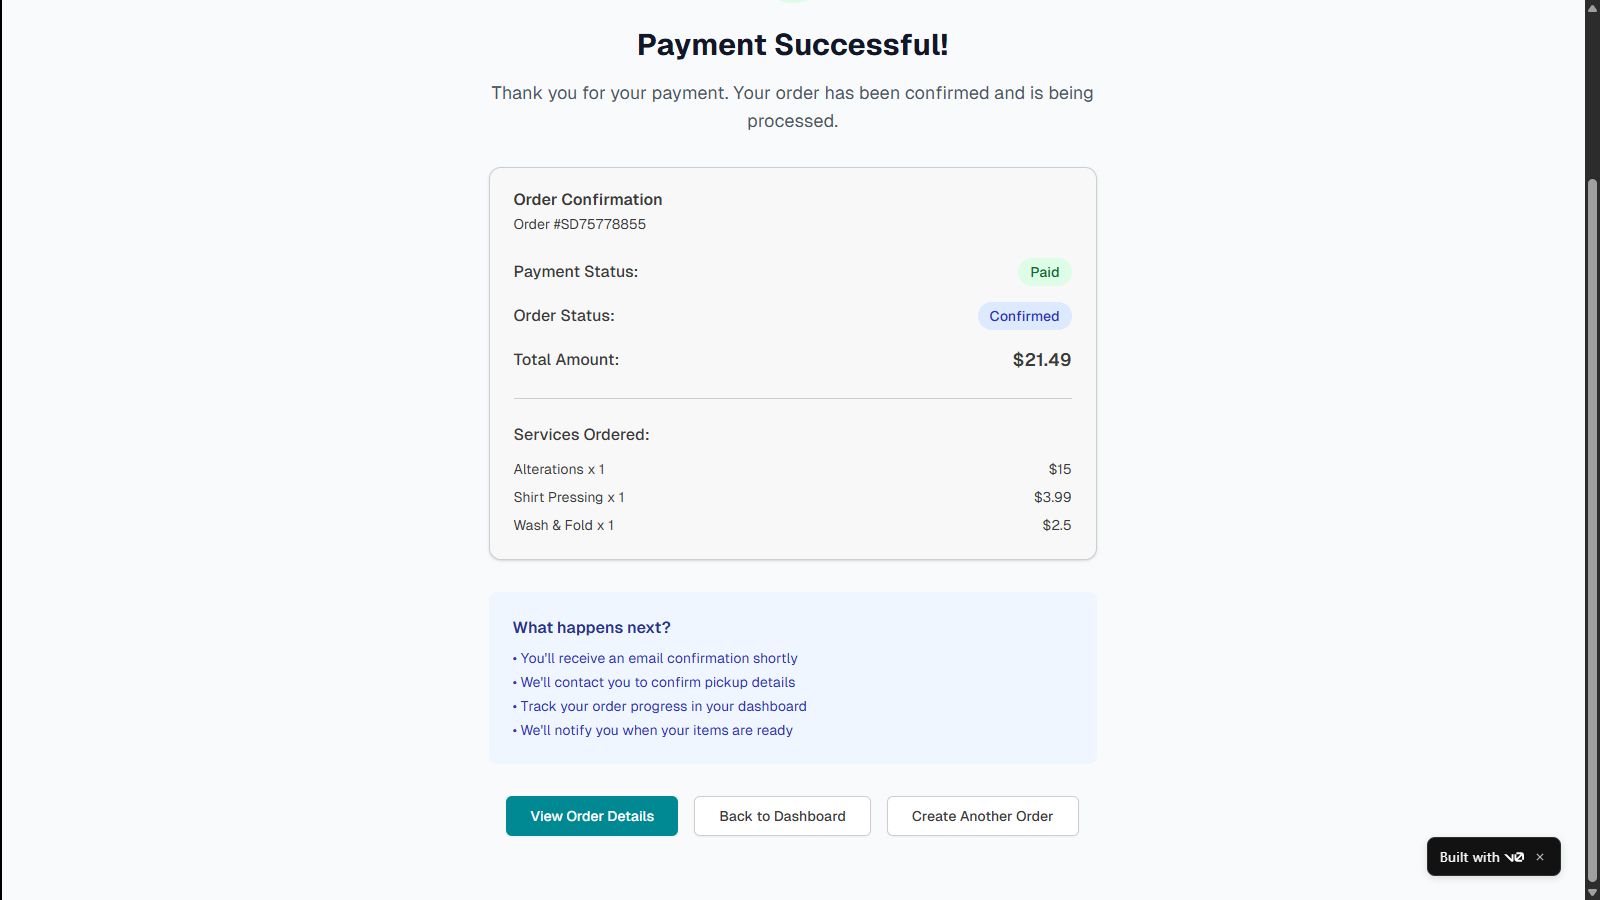 Payment Successful!
Thank you for your payment. Your order has been confirmed and is being
processed.
Order Confirmation
Order #SD75778855
Payment Status:
Paid
Order Status:
Confirmed
Total Amount:
$21.49
Services Ordered:
Alterations x 1
$15
Shirt Pressing x 1
$3.99
Wash & Fold x 1
$2.5
What happens next?
• You'll receive an email confirmation shortly
• We'll contact you to confirm pickup details
• Track your order progress in your dashboard
• We'll notify you when your items are ready
View Order Details
Back to Dashboard
Create Another Order
Built with v0 ×